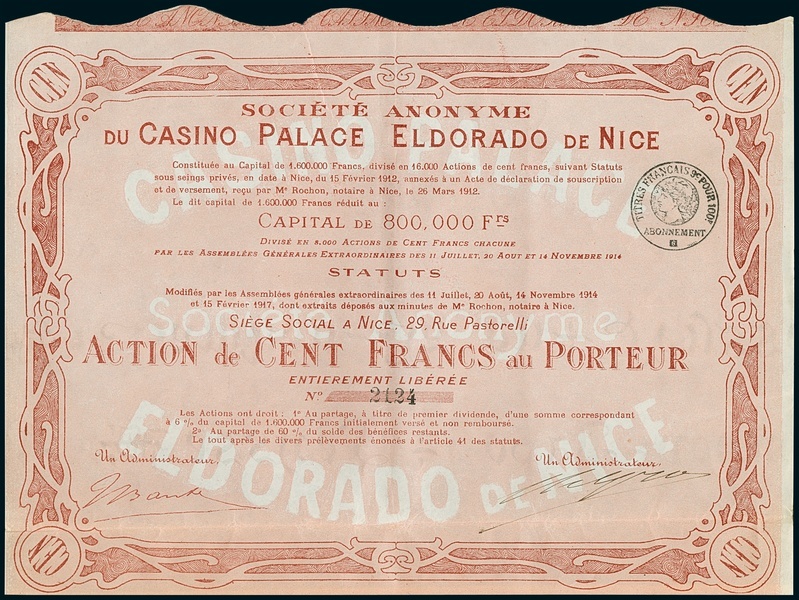 CEN
CEN
SOCIÉTÉ ANONYME
DU CASINO PALACE ELDORADO DE NICE
Constituée au Capital de 1.600.000 Francs, divisé en 16.000 Actions de cent francs, suivant Statuts
sous seings privés, en date à Nice, du 15 Février 1912, annexés à un Acte de déclaration de souscription
et de versement, reçu par Me Rochon, notaire à Nice, le 26 Mars 1912.
Le dit capital de 1.600.000 Francs réduit au :
CAPITAL DE 800,000 Frs
DIVISÉ EN 8.000 ACTIONS DE CENT FRANCS CHACUNE
PAR LES ASSEMBLÉES GÉNÉRALES EXTRAORDINAIRES DES 11 JUILLET, 20 AOUT ET 14 NOVEMBRE 1914
TITRES FRANÇAIS 9c POUR 100f
ABONNEMENT
STATUTS
Modifiés par les Assemblées générales extraordinaires des 11 Juillet, 20 Août, 14 Novembre 1914
et 15 Février 1917, dont extraits déposés aux minutes de Me Rochon, notaire à Nice.
SIÈGE SOCIAL A NICE: 29, Rue Pastorelli
ACTION de CENT FRANCS au PORTEUR
ENTIEREMENT LIBÉRÉE
No 2124
Les Actions ont droit : 1o Au partage, à titre de premier dividende, d'une somme correspondant
à 6 % du capital de 1.600.000 Francs initialement versé et non remboursé.
2o Au partage de 60 % du solde des bénéfices restants.
Le tout après les divers prélèvements énoncés à l'article 41 des statuts.
Un Administrateur,
Un Administrateur,
CASINO PALACE
Société Anonyme
ELDORADO DE NICE
CEN
CEN